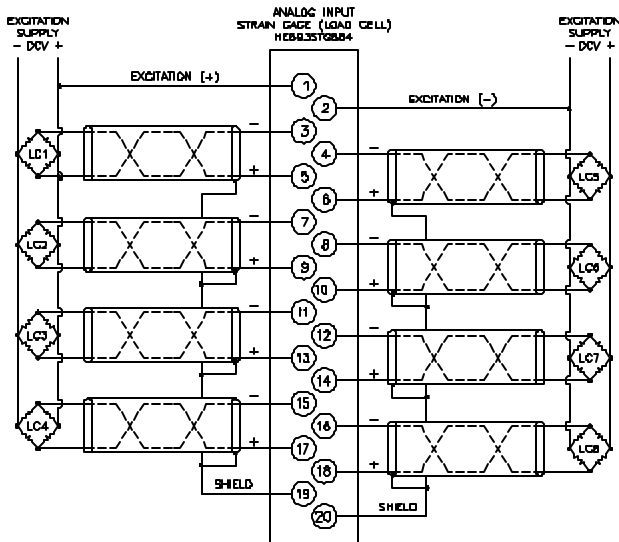 ANALOG INPUT
STRAIN GAGE (LOAD CELL)
EXCITATION
SUPPLY
- DCV +
EXCITATION
SUPPLY
- DCV +
EXCITATION (+)
1
2
EXCITATION (-)
- 3
4 -
LC1
+ 5
6 +
LC5
- 7
8 -
LC2
+ 9
10 +
LC6
- 11
12 -
LC3
+ 13
14 +
LC7
- 15
16 -
LC4
+ 17
18 +
LC8
SHIELD 19
20 SHIELD